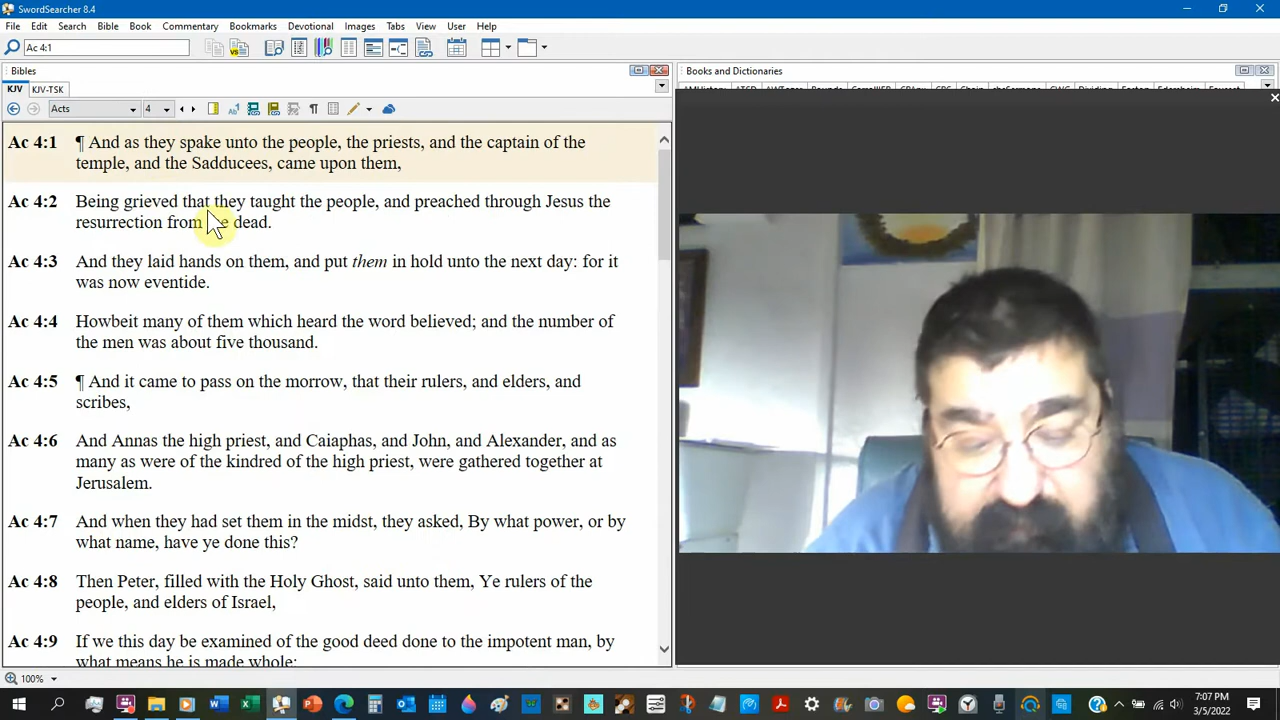 SwordSearcher 8.4
File Edit Search Bible Book Commentary Bookmarks Devotional Images Tabs View User Help
Ac 4:1
Bibles
Books and Dictionaries
KJV KJV-TSK
Acts 4
Ac 4:1 ¶ And as they spake unto the people, the priests, and the captain of the
temple, and the Sadducees, came upon them,
Ac 4:2 Being grieved that they taught the people, and preached through Jesus the
resurrection from the dead.
Ac 4:3 And they laid hands on them, and put them in hold unto the next day: for it
was now eventide.
Ac 4:4 Howbeit many of them which heard the word believed; and the number of
the men was about five thousand.
Ac 4:5 ¶ And it came to pass on the morrow, that their rulers, and elders, and
scribes,
Ac 4:6 And Annas the high priest, and Caiaphas, and John, and Alexander, and as
many as were of the kindred of the high priest, were gathered together at
Jerusalem.
Ac 4:7 And when they had set them in the midst, they asked, By what power, or by
what name, have ye done this?
Ac 4:8 Then Peter, filled with the Holy Ghost, said unto them, Ye rulers of the
people, and elders of Israel,
Ac 4:9 If we this day be examined of the good deed done to the impotent man, by
what means he is made whole;
100%
7:07 PM
3/5/2022